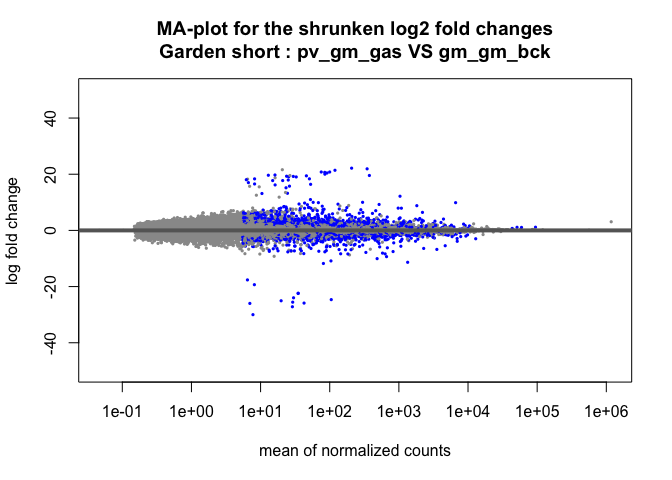 MA-plot for the shrunken log2 fold changes
Garden short : pv_gm_gas VS gm_gm_bck
log fold change
40
20
0
-20
-40
1e-01 1e+00 1e+01 1e+02 1e+03 1e+04 1e+05 1e+06
mean of normalized counts